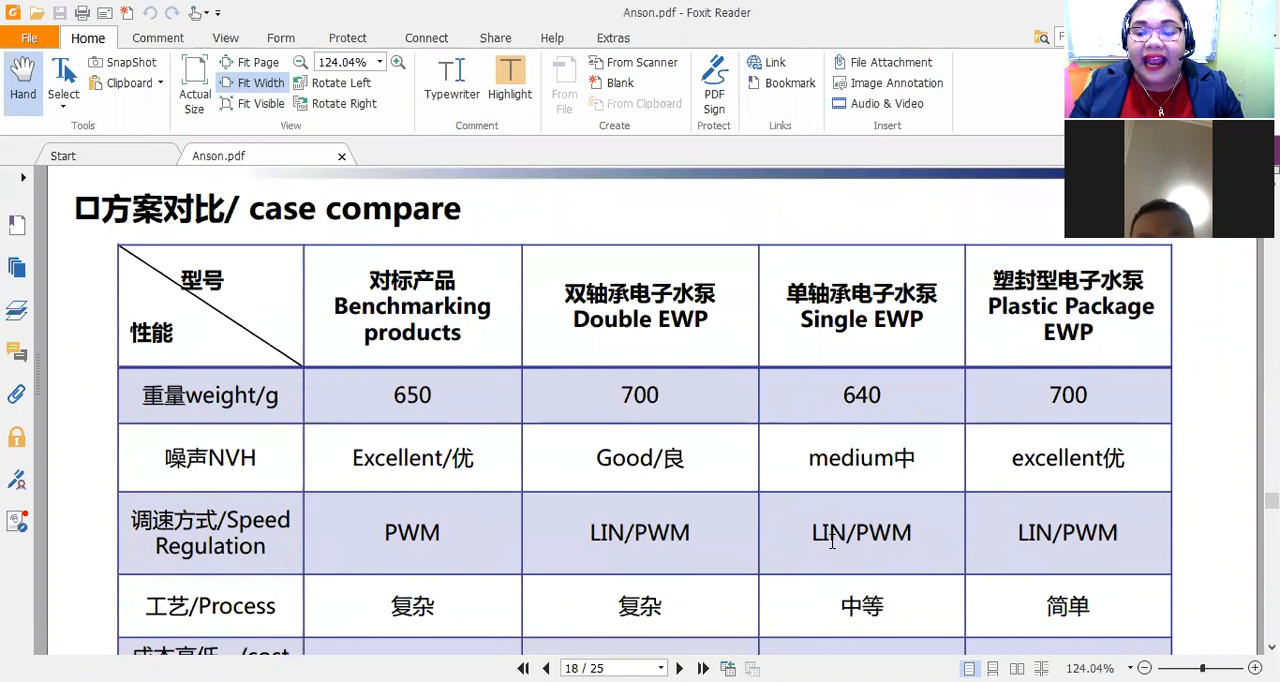 Anson.pdf - Foxit Reader
File Home Comment View Form Protect Connect Share Help Extras
Hand
Select
SnapShot
Clipboard
Tools
Actual Size
Fit Page
Fit Width
Fit Visible
124.04%
Rotate Left
Rotate Right
View
Typewriter
Highlight
Comment
From File
From Scanner
Blank
From Clipboard
Create
PDF Sign
Protect
Link
Bookmark
Links
File Attachment
Image Annotation
Audio & Video
Insert
Start
Anson.pdf
口方案对比/ case compare
型号
性能
对标产品
Benchmarking
products
双轴承电子水泵
Double EWP
单轴承电子水泵
Single EWP
塑封型电子水泵
Plastic Package
EWP
重量weight/g 650 700 640 700
噪声NVH Excellent/优 Good/良 medium中 excellent优
调速方式/Speed
Regulation
PWM LIN/PWM LIN/PWM LIN/PWM
工艺/Process 复杂 复杂 中等 简单
18 / 25
124.04%